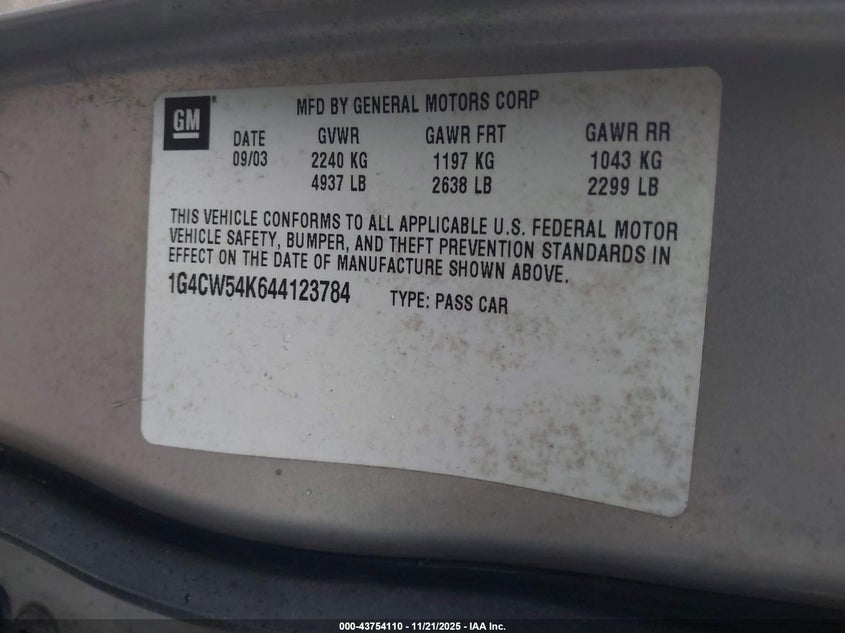 GM
MFD BY GENERAL MOTORS CORP
DATE GVWR GAWR FRT GAWR RR
09/03 2240 KG 1197 KG 1043 KG
4937 LB 2638 LB 2299 LB
THIS VEHICLE CONFORMS TO ALL APPLICABLE U.S. FEDERAL MOTOR
VEHICLE SAFETY, BUMPER, AND THEFT PREVENTION STANDARDS IN
EFFECT ON THE DATE OF MANUFACTURE SHOWN ABOVE.
1G4CW54K644123784 TYPE: PASS CAR
000-43754110 - 11/21/2025 - IAA Inc.